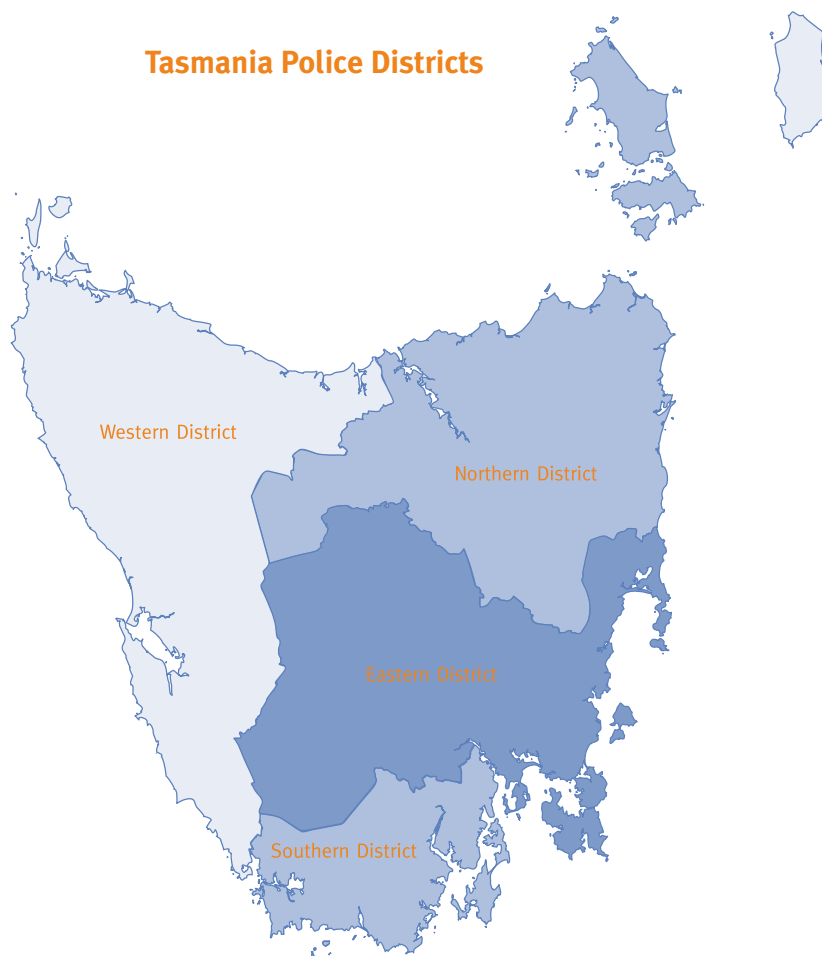 Tasmania Police Districts
Western District
Northern District
Eastern District
Southern District